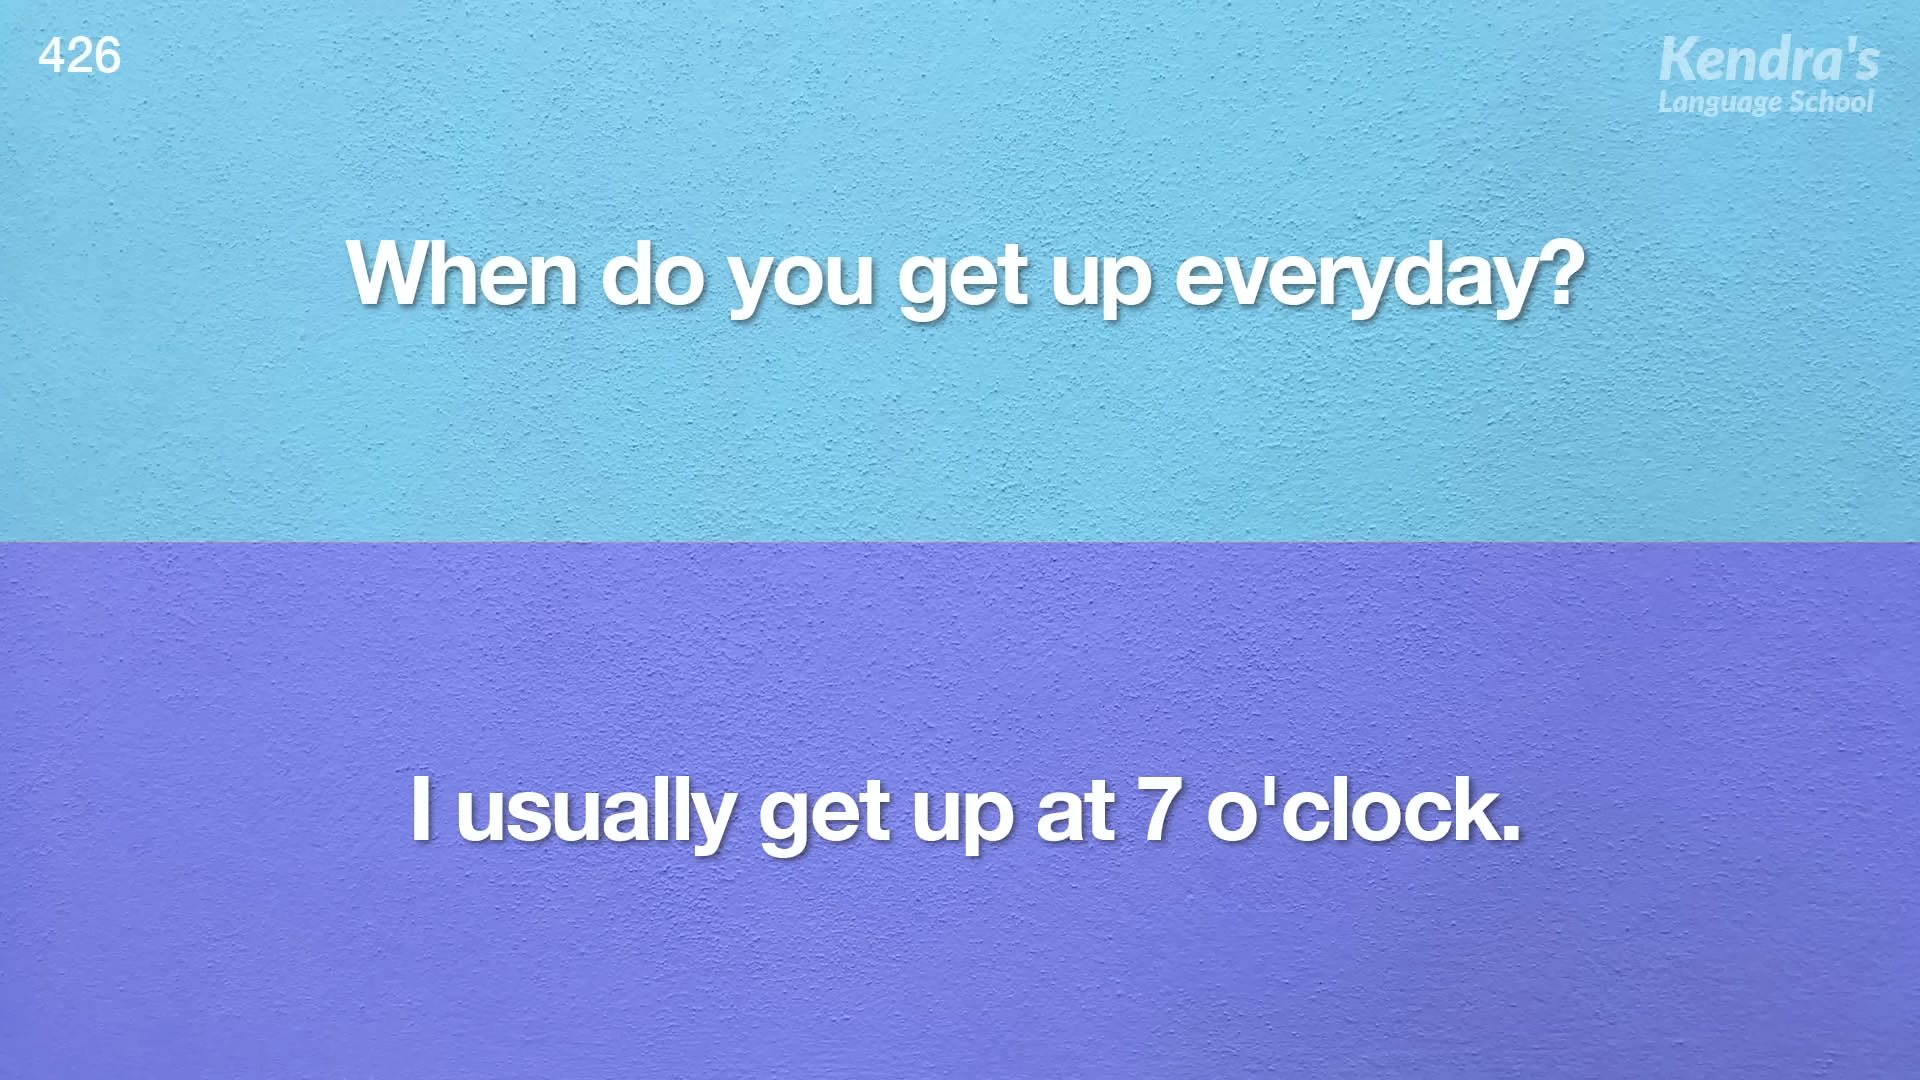 426
Kendra's
Language School
When do you get up everyday?
I usually get up at 7 o'clock.